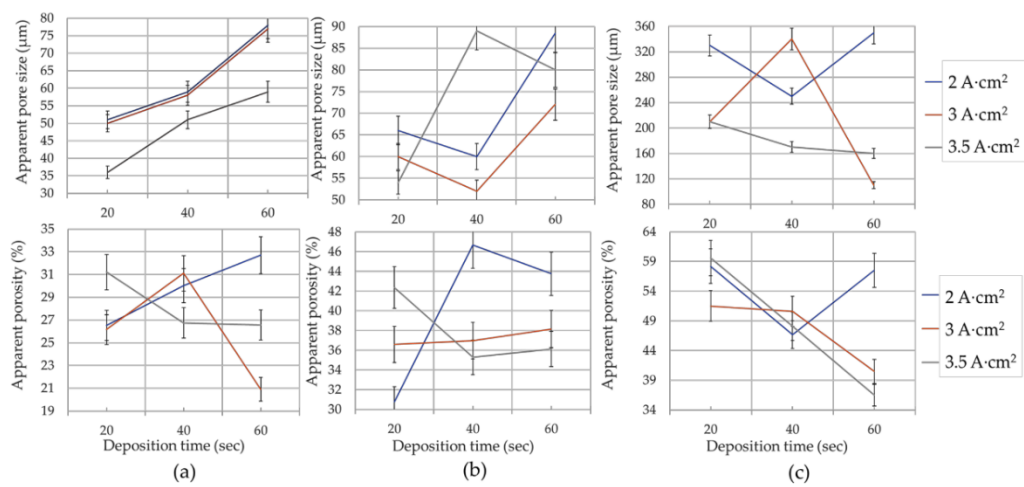 Apparent pore size (µm)
80
75
70
65
60
55
50
45
40
35
30
20 40 60
Apparent pore size (µm)
90
85
80
75
70
65
60
55
50
20 40 60
Apparent pore size (µm)
360
320
280
240
200
160
120
80
20 40 60
2 A·cm²
3 A·cm²
3.5 A·cm²
Apparent porosity (%)
35
33
31
29
27
26
23
21
19
20 40 60
Deposition time (sec)
(a)
Apparent porosity (%)
48
46
44
42
40
38
36
34
32
30
20 40 60
Deposition time (sec)
(b)
Apparent porosity (%)
64
59
54
49
44
39
34
20 40 60
Deposition time (sec)
(c)
2 A·cm²
3 A·cm²
3.5 A·cm²